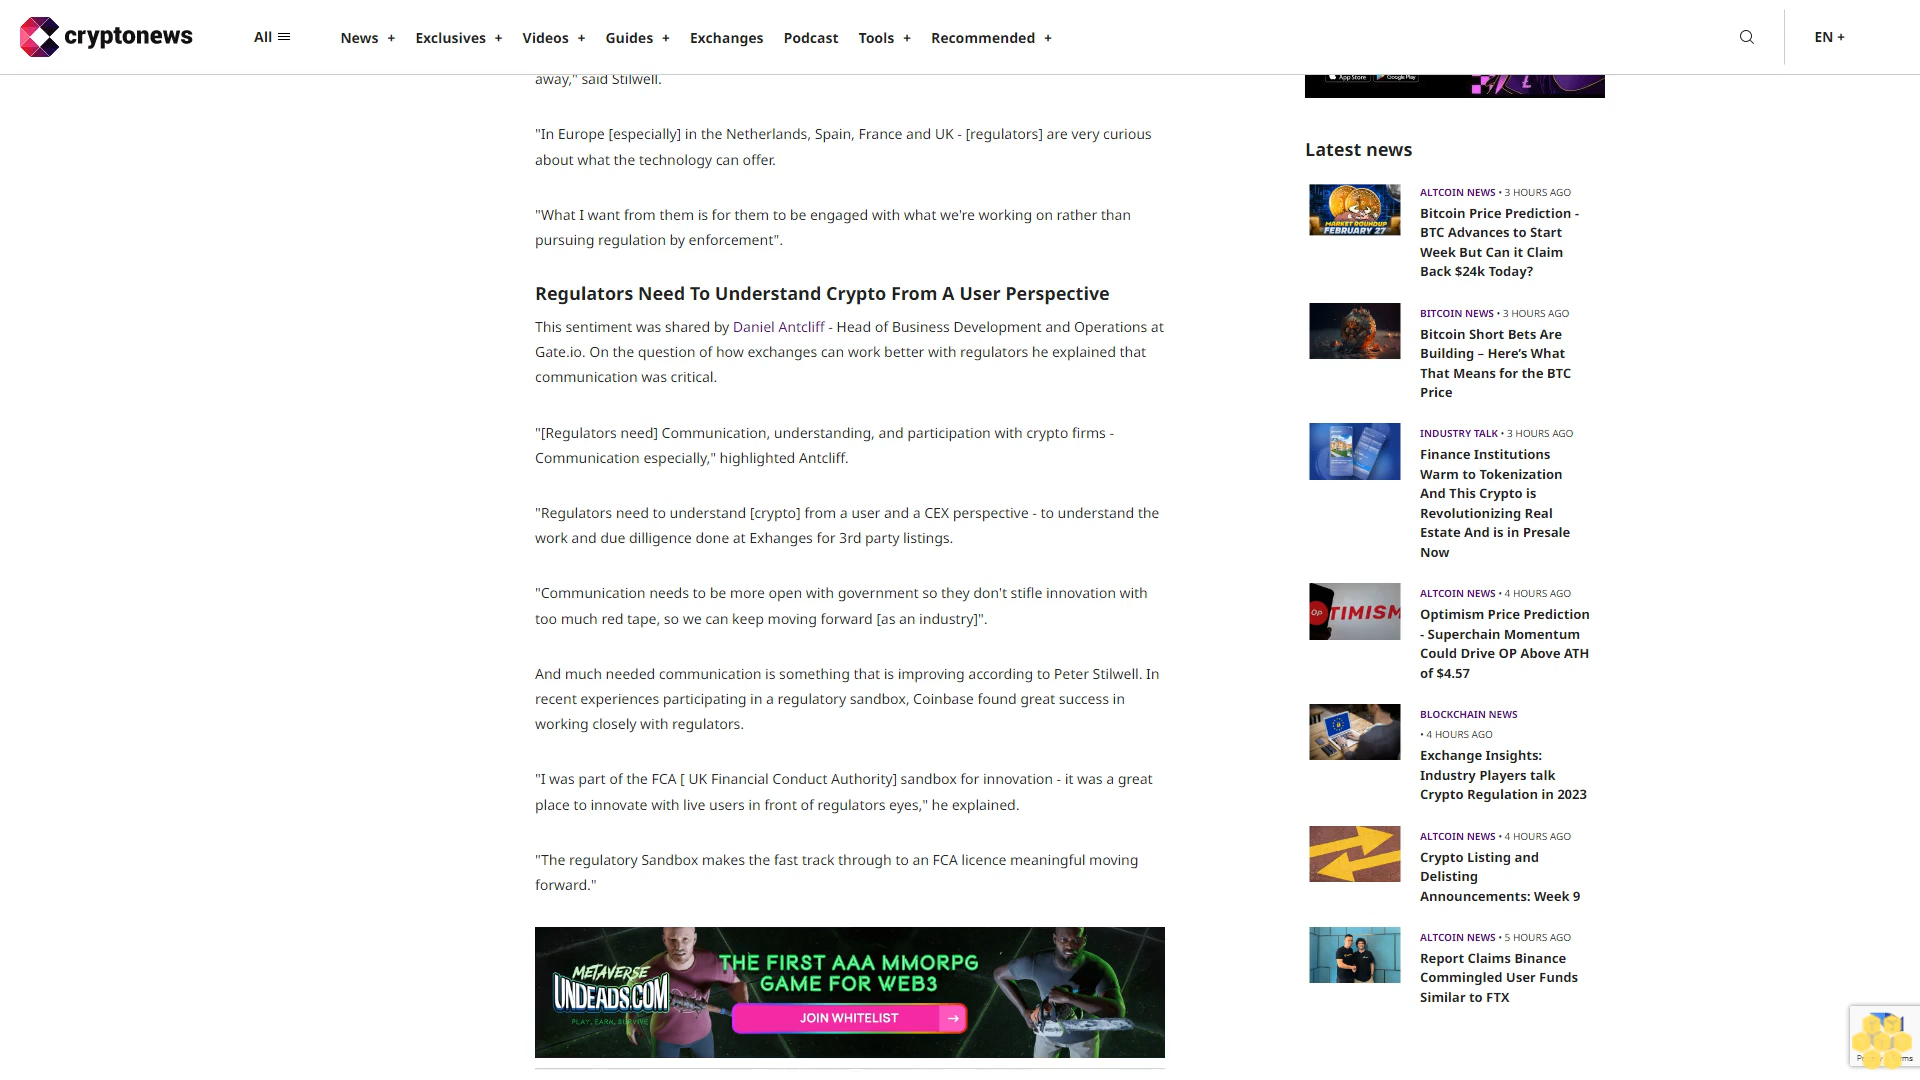 cryptonews
All
News +
Exclusives +
Videos +
Guides +
Exchanges
Podcast
Tools +
Recommended +
EN +
away," said Stilwell.
"In Europe [especially] in the Netherlands, Spain, France and UK - [regulators] are very curious
about what the technology can offer.
"What I want from them is for them to be engaged with what we're working on rather than
pursuing regulation by enforcement".
Regulators Need To Understand Crypto From A User Perspective
This sentiment was shared by Daniel Antcliff - Head of Business Development and Operations at
Gate.io. On the question of how exchanges can work better with regulators he explained that
communication was critical.
"[Regulators need] Communication, understanding, and participation with crypto firms -
Communication especially," highlighted Antcliff.
"Regulators need to understand [crypto] from a user and a CEX perspective - to understand the
work and due dilligence done at Exhanges for 3rd party listings.
"Communication needs to be more open with government so they don't stifle innovation with
too much red tape, so we can keep moving forward [as an industry]".
And much needed communication is something that is improving according to Peter Stilwell. In
recent experiences participating in a regulatory sandbox, Coinbase found great success in
working closely with regulators.
"I was part of the FCA [ UK Financial Conduct Authority] sandbox for innovation - it was a great
place to innovate with live users in front of regulators eyes," he explained.
"The regulatory Sandbox makes the fast track through to an FCA licence meaningful moving
forward."
METAVERSE
UNDEADS.COM
PLAY, EARN, SURVIVE
THE FIRST AAA MMORPG
GAME FOR WEB3
JOIN WHITELIST
App Store
Google Play
Latest news
MARKET ROUNDUP
FEBRUARY 27
ALTCOIN NEWS • 3 HOURS AGO
Bitcoin Price Prediction -
BTC Advances to Start
Week But Can it Claim
Back $24k Today?
BITCOIN NEWS • 3 HOURS AGO
Bitcoin Short Bets Are
Building – Here's What
That Means for the BTC
Price
INDUSTRY TALK • 3 HOURS AGO
Finance Institutions
Warm to Tokenization
And This Crypto is
Revolutionizing Real
Estate And is in Presale
Now
OP
TIMISM
ALTCOIN NEWS • 4 HOURS AGO
Optimism Price Prediction
- Superchain Momentum
Could Drive OP Above ATH
of $4.57
BLOCKCHAIN NEWS
• 4 HOURS AGO
Exchange Insights:
Industry Players talk
Crypto Regulation in 2023
ALTCOIN NEWS • 4 HOURS AGO
Crypto Listing and
Delisting
Announcements: Week 9
ALTCOIN NEWS • 5 HOURS AGO
Report Claims Binance
Commingled User Funds
Similar to FTX